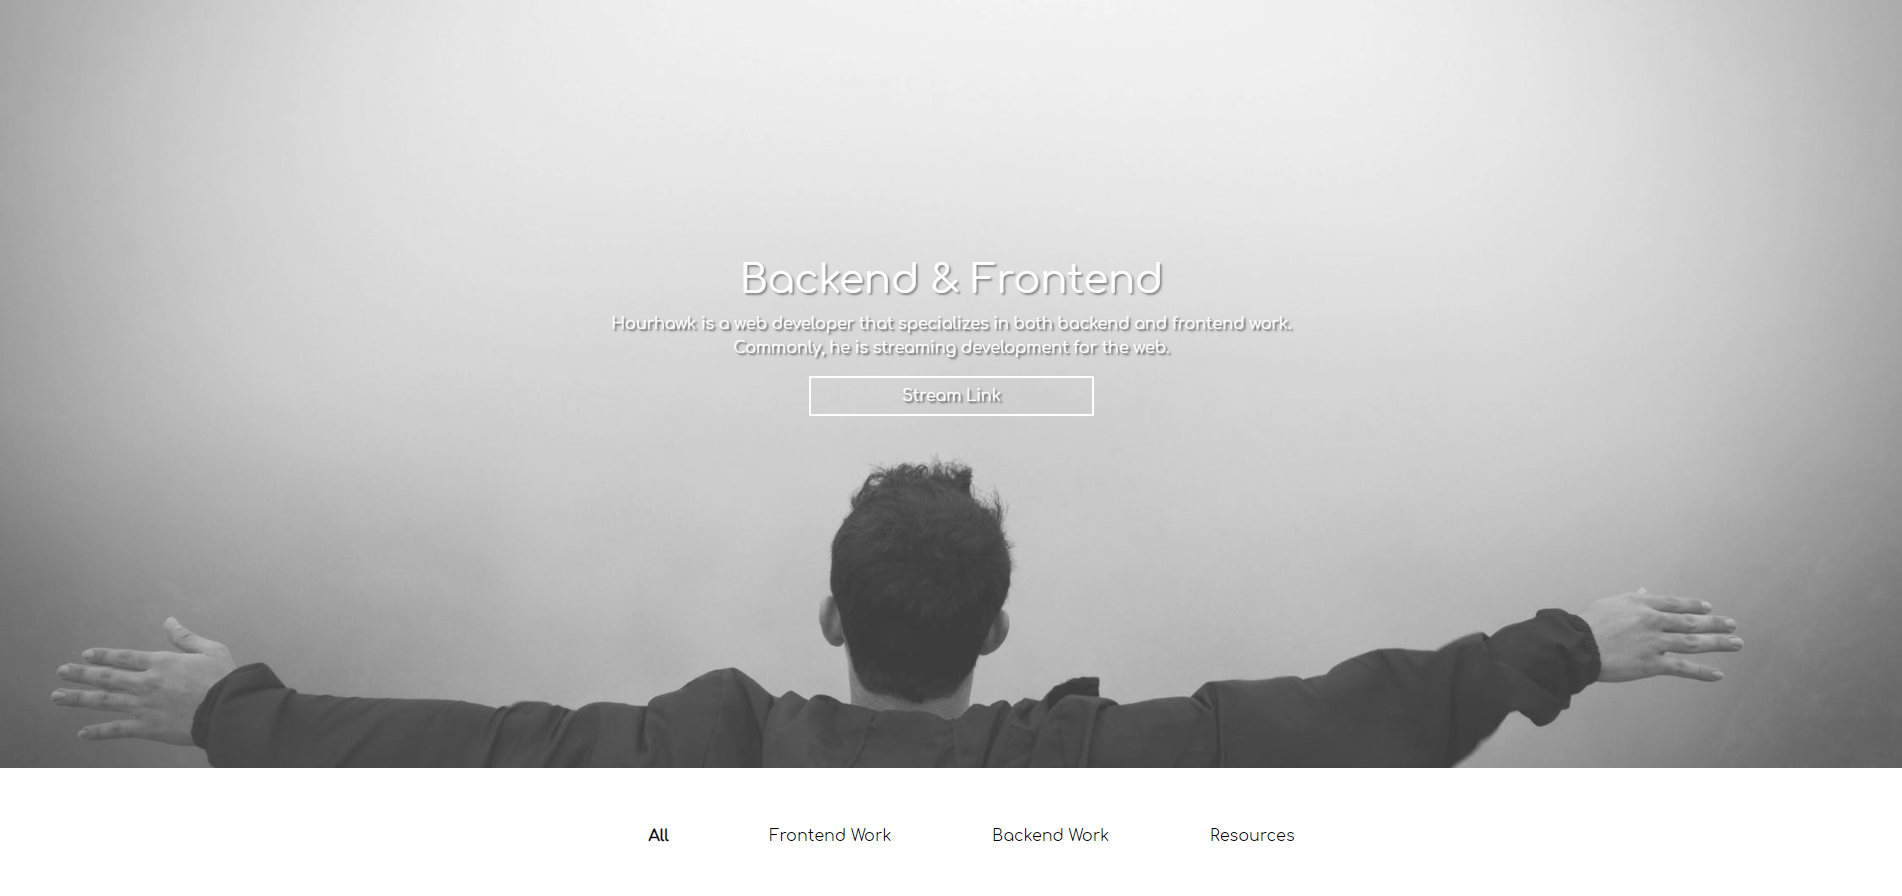 Backend & Frontend
Hourhawk is a web developer that specializes in both backend and frontend work.
Commonly, he is streaming development for the web.
Stream Link
All
Frontend Work
Backend Work
Resources